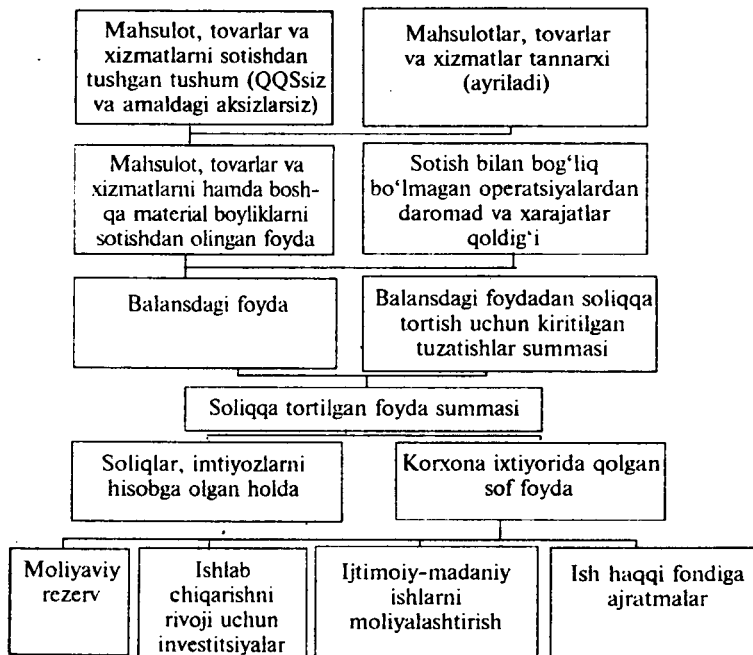 Mahsulot, tovarlar va
xizmatlarni sotishdan
tushgan tushum (QQSsiz
va amaldagi aksizlarsiz)
Mahsulotlar, tovarlar
va xizmatlar tannarxi
(ayriladi)
Mahsulot, tovarlar va
xizmatlarni hamda bosh-
qa material boyliklarni
sotishdan olingan foyda
Sotish bilan bog‘liq
bo‘lmagan operatsiyalardan
daromad va xarajatlar
qoldig‘i
Balansdagi foyda
Balansdagi foydadan soliqqa
tortish uchun kiritilgan
tuzatishlar summasi
Soliqqa tortilgan foyda summasi
Soliqlar, imtiyozlarni
hisobga olgan holda
Korxona ixtiyorida qolgan
sof foyda
Moliyaviy
rezerv
Ishlab
chiqarishni
rivoji uchun
investitsiyalar
Ijtimoiy-madaniy
ishlarni
moliyalashtirish
Ish haqqi fondiga
ajratmalar